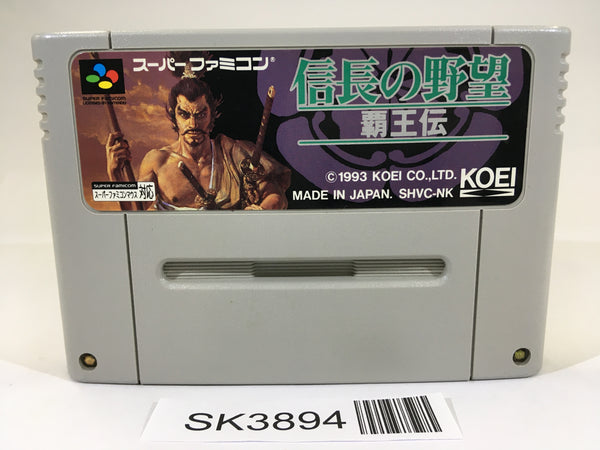 スーパーファミコン®
信長の野望
覇王伝
SUPER FAMICOM
© 1993 KOEI CO.,LTD.
MADE IN JAPAN. SHVC-NK
KOEI
SUPER FAMICOM
スーパーファミコンマウス対応
SK3894